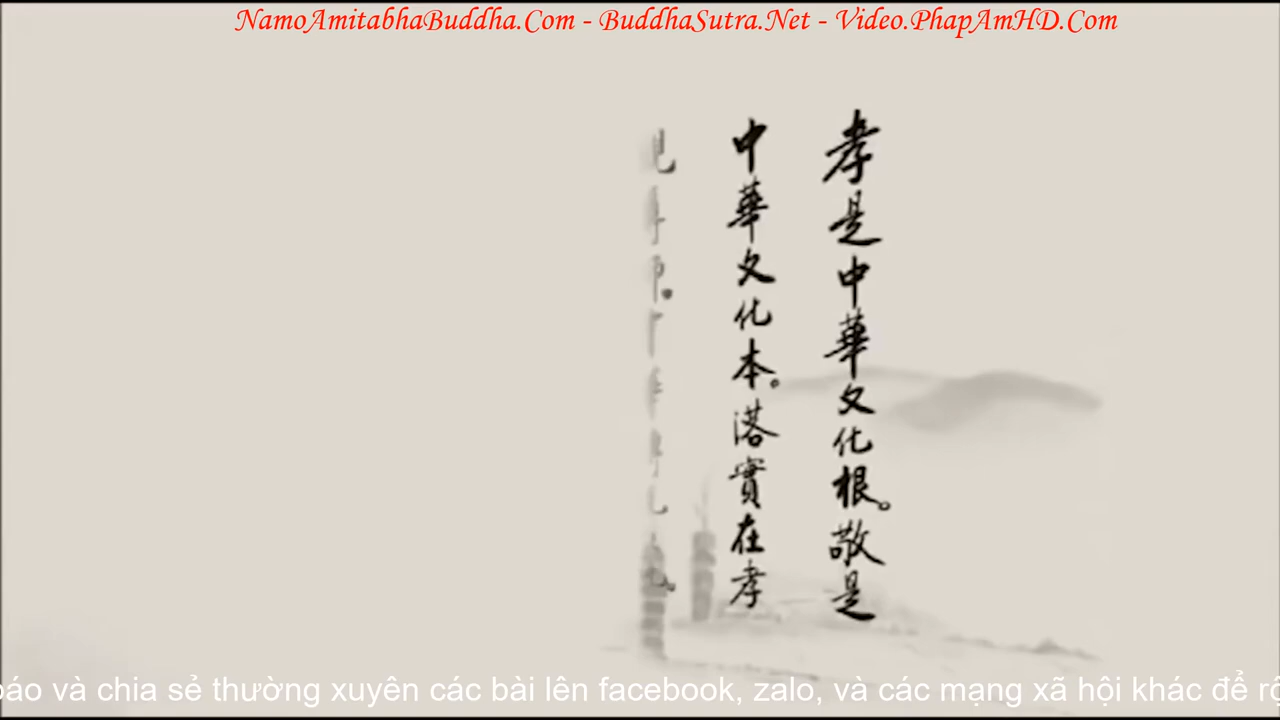 NamoAmitabhaBuddha.Com - BuddhaSutra.Net - Video.PhapAmHD.Com
孝是中華文化根。敬是
中華文化本。落實在孝
và chia sẻ thường xuyên các bài lên facebook, zalo, và các mạng xã hội khác để